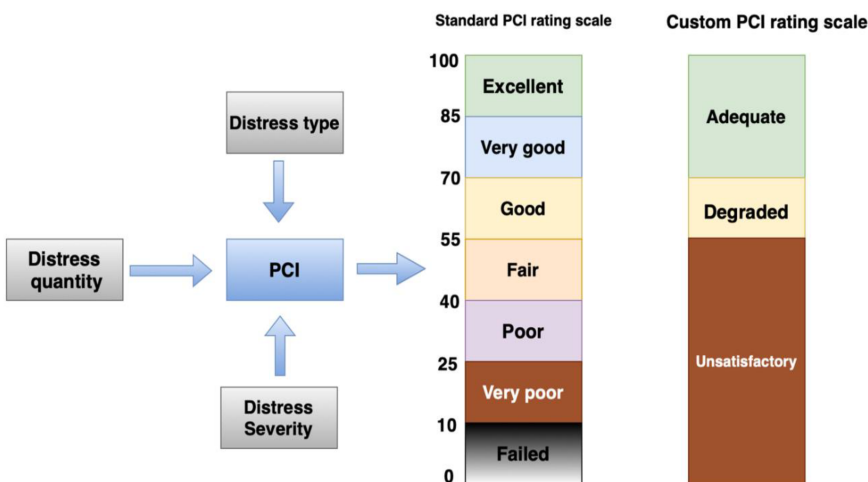 Standard PCI rating scale
Custom PCI rating scale
Distress type
Distress
quantity
PCI
Distress
Severity
100
Excellent
85
Very good
70
Good
55
Fair
40
Poor
25
Very poor
10
Failed
0
Adequate
Degraded
Unsatisfactory